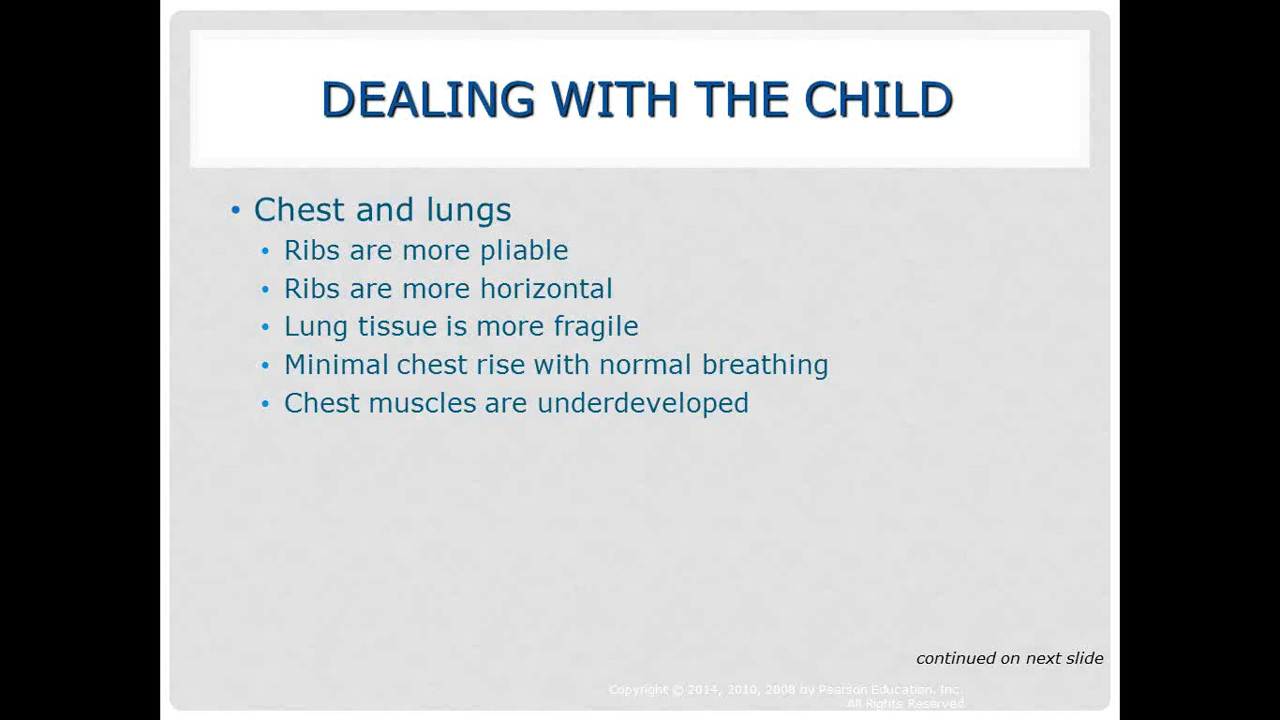 DEALING WITH THE CHILD
• Chest and lungs
• Ribs are more pliable
• Ribs are more horizontal
• Lung tissue is more fragile
• Minimal chest rise with normal breathing
• Chest muscles are underdeveloped
continued on next slide
Copyright © 2014, 2010, 2008 by Pearson Education, Inc.
All Rights Reserved